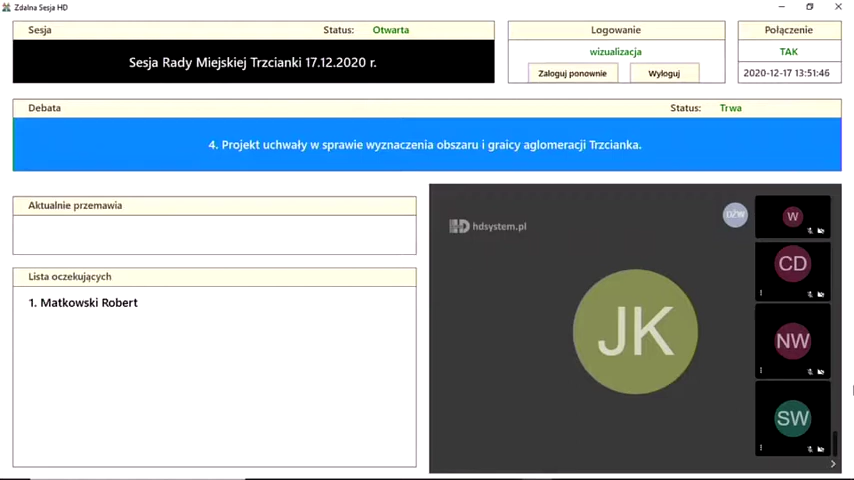 Zdalna Sesja HD
Sesja
Status: Otwarta
Sesja Rady Miejskiej Trzcianki 17.12.2020 r.
Logowanie
wizualizacja
Zaloguj ponownie
Wyloguj
Połączenie
TAK
2020-12-17 13:51:46
Debata
Status: Trwa
4. Projekt uchwały w sprawie wyznaczenia obszaru i graicy aglomeracji Trzcianka.
Aktualnie przemawia
Lista oczekujących
1. Matkowski Robert
HD hdsystem.pl
JK
W
CD
NW
SW